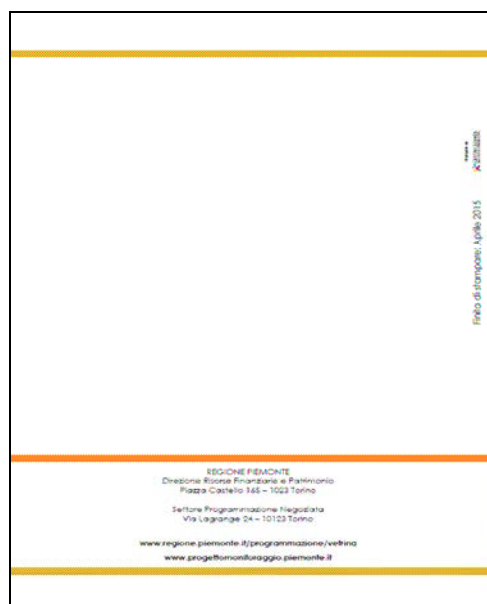 Finito di stampare: Aprile 2015
REGIONE PIEMONTE
Direzione Risorse Finanziarie e Patrimonio
Piazza Castello 165 – 1023 Torino
Settore Programmazione Negoziata
Via Lagrange 24 – 10123 Torino
www.regione.piemonte.it/programmazione/vetrina
www.progettomonitoraggio.piemonte.it